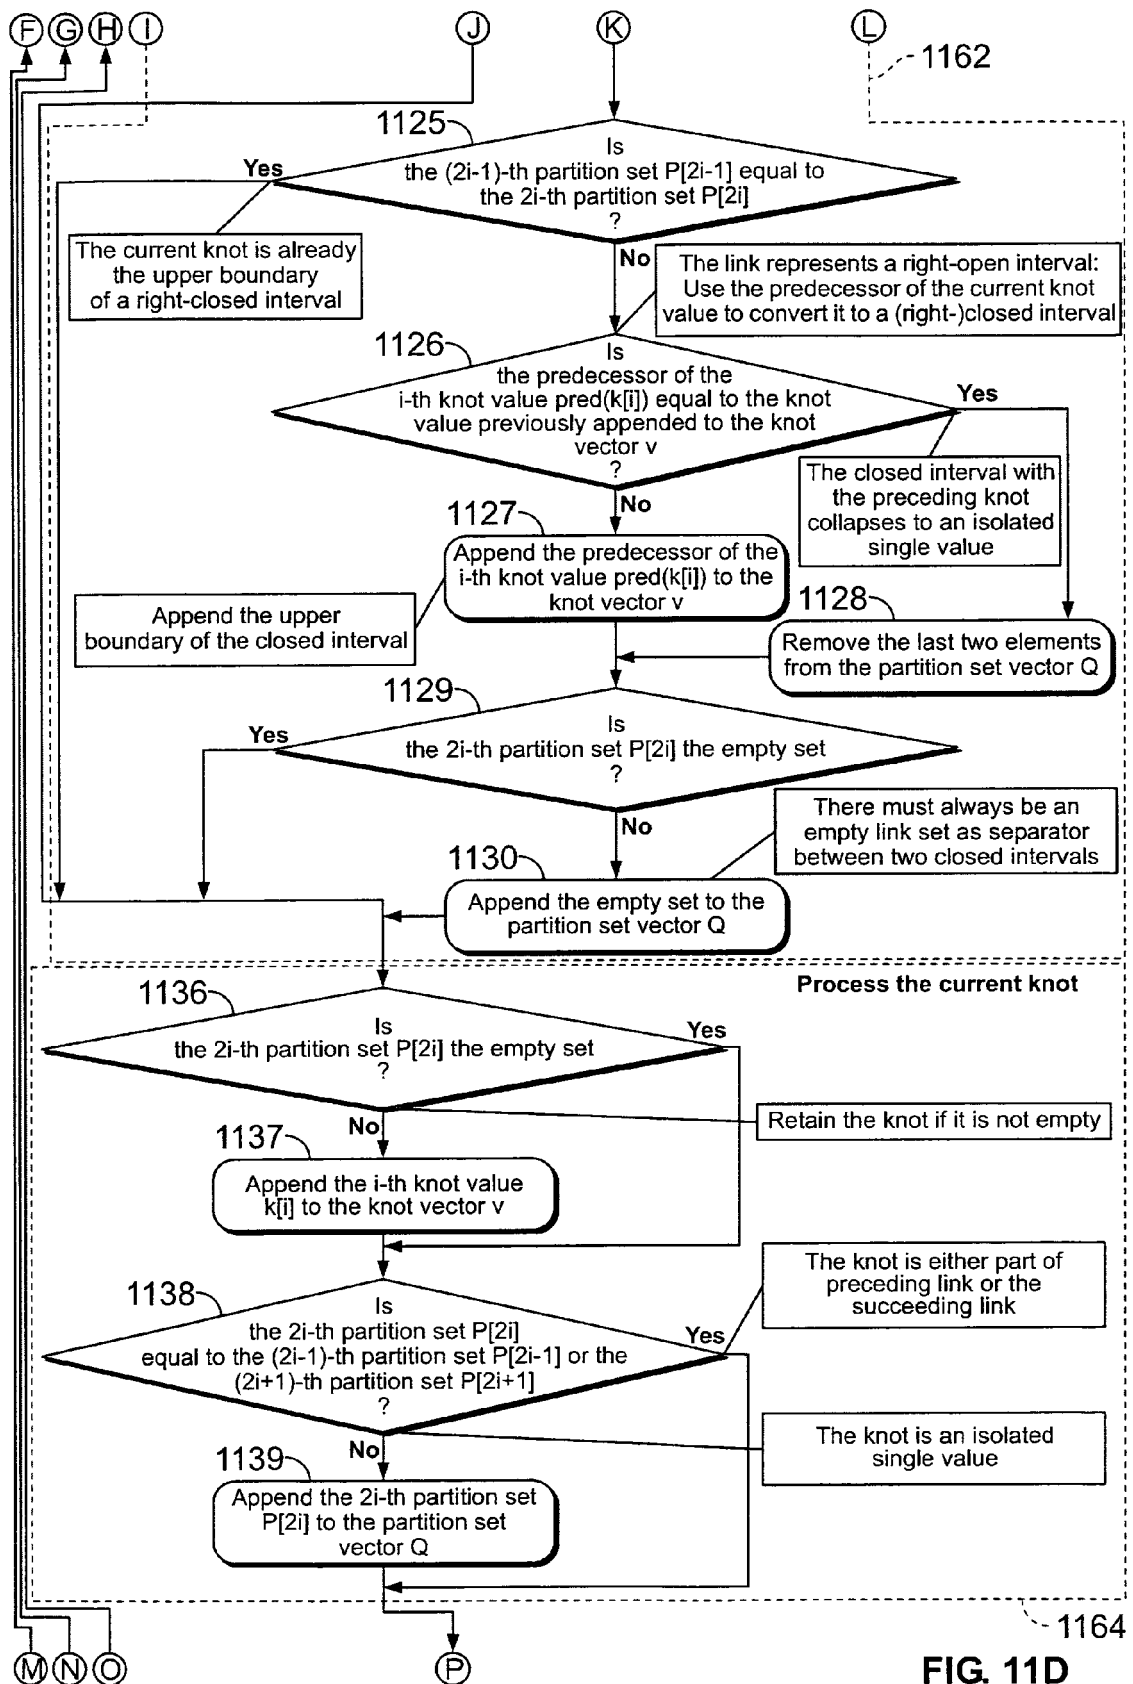 F G H I J K L
1162
1125
Is
the (2i-1)-th partition set P[2i-1] equal to
the 2i-th partition set P[2i]
?
Yes
The current knot is already
the upper boundary
of a right-closed interval
No
The link represents a right-open interval:
Use the predecessor of the current knot
value to convert it to a (right-)closed interval
1126
Is
the predecessor of the
i-th knot value pred(k[i]) equal to the knot
value previously appended to the knot
vector v
?
Yes
The closed interval with
the preceding knot
collapses to an isolated
single value
No
1127
Append the predecessor of the
i-th knot value pred(k[i]) to the
knot vector v
Append the upper
boundary of the closed interval
1128
Remove the last two elements
from the partition set vector Q
1129
Is
the 2i-th partition set P[2i] the empty set
?
Yes
No
There must always be an
empty link set as separator
between two closed intervals
1130
Append the empty set to the
partition set vector Q
Process the current knot
1136
Is
the 2i-th partition set P[2i] the empty set
?
Yes
No
Retain the knot if it is not empty
1137
Append the i-th knot value
k[i] to the knot vector v
The knot is either part of
preceding link or the
succeeding link
1138
Is
the 2i-th partition set P[2i]
equal to the (2i-1)-th partition set P[2i-1] or the
(2i+1)-th partition set P[2i+1]
?
Yes
No
The knot is an isolated
single value
1139
Append the 2i-th partition set
P[2i] to the partition set
vector Q
1164
M N O P
FIG. 11D